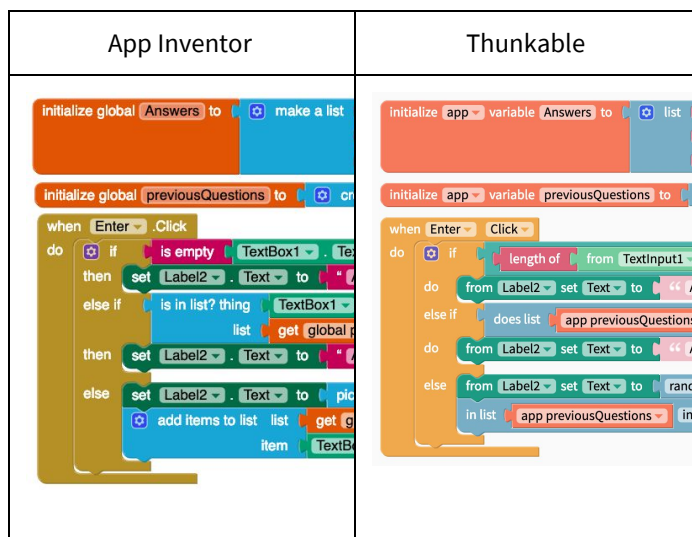 App Inventor
initialize global Answers to make a list
initialize global previousQuestions to
when Enter .Click
do if is empty TextBox1 .
then set Label2 . Text to "
else if is in list? thing TextBox1
list get global
then set Label2 . Text to "
else set Label2 . Text to
add items to list list get
item
Thunkable
initialize app variable Answers to list
initialize app variable previousQuestions to
when Enter Click
do if length of from TextInput1
do from Label2 set Text to “
else if does list app previousQuestions
do from Label2 set Text to “
else from Label2 set Text to
in list app previousQuestions